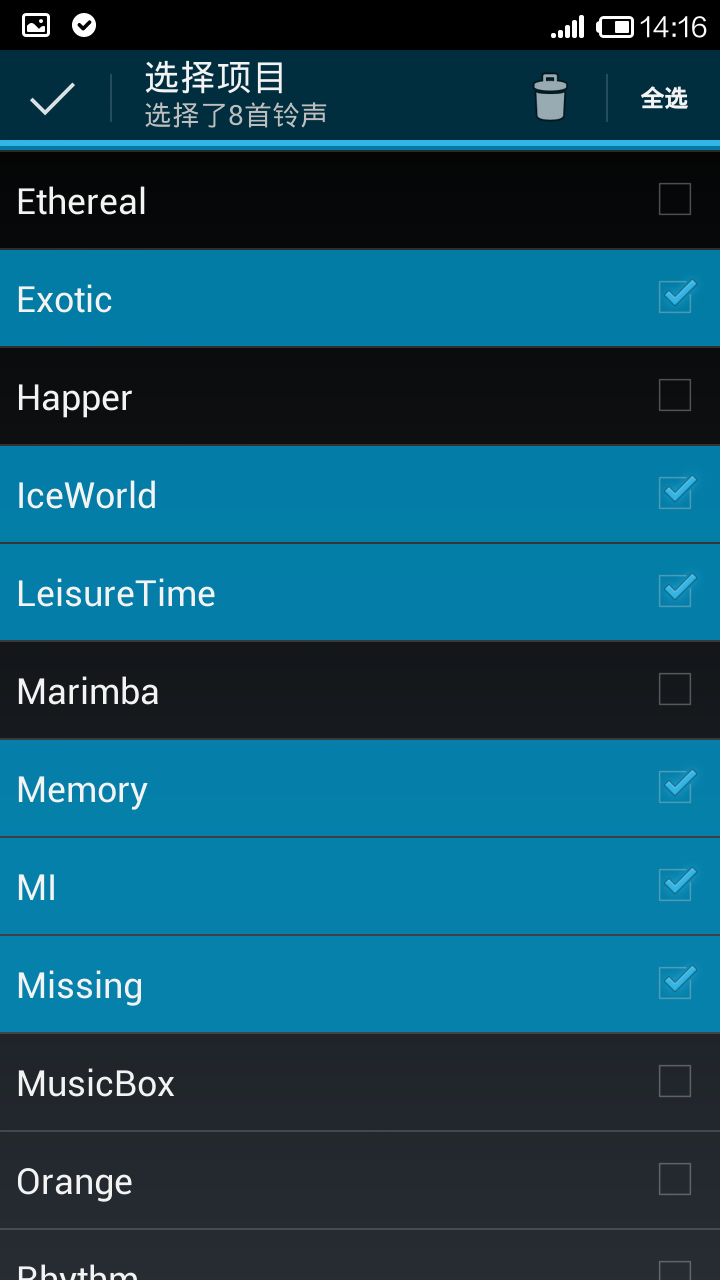 14:16
选择项目
选择了8首铃声
全选
Ethereal
Exotic
Happer
IceWorld
LeisureTime
Marimba
Memory
MI
Missing
MusicBox
Orange
Rhythm